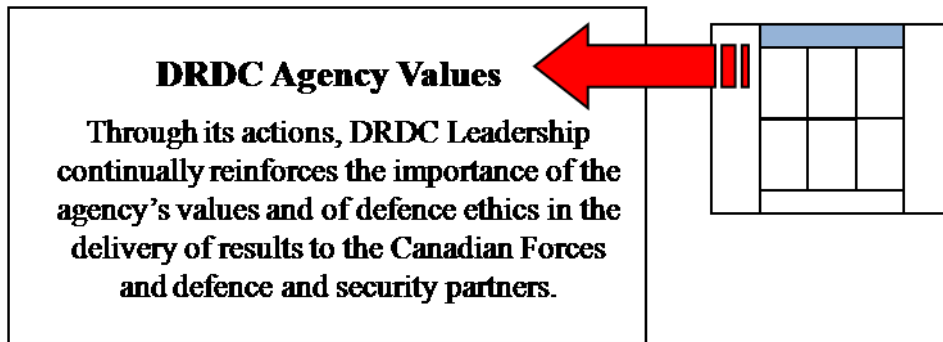 DRDC Agency Values
Through its actions, DRDC Leadership
continually reinforces the importance of the
agency's values and of defence ethics in the
delivery of results to the Canadian Forces
and defence and security partners.